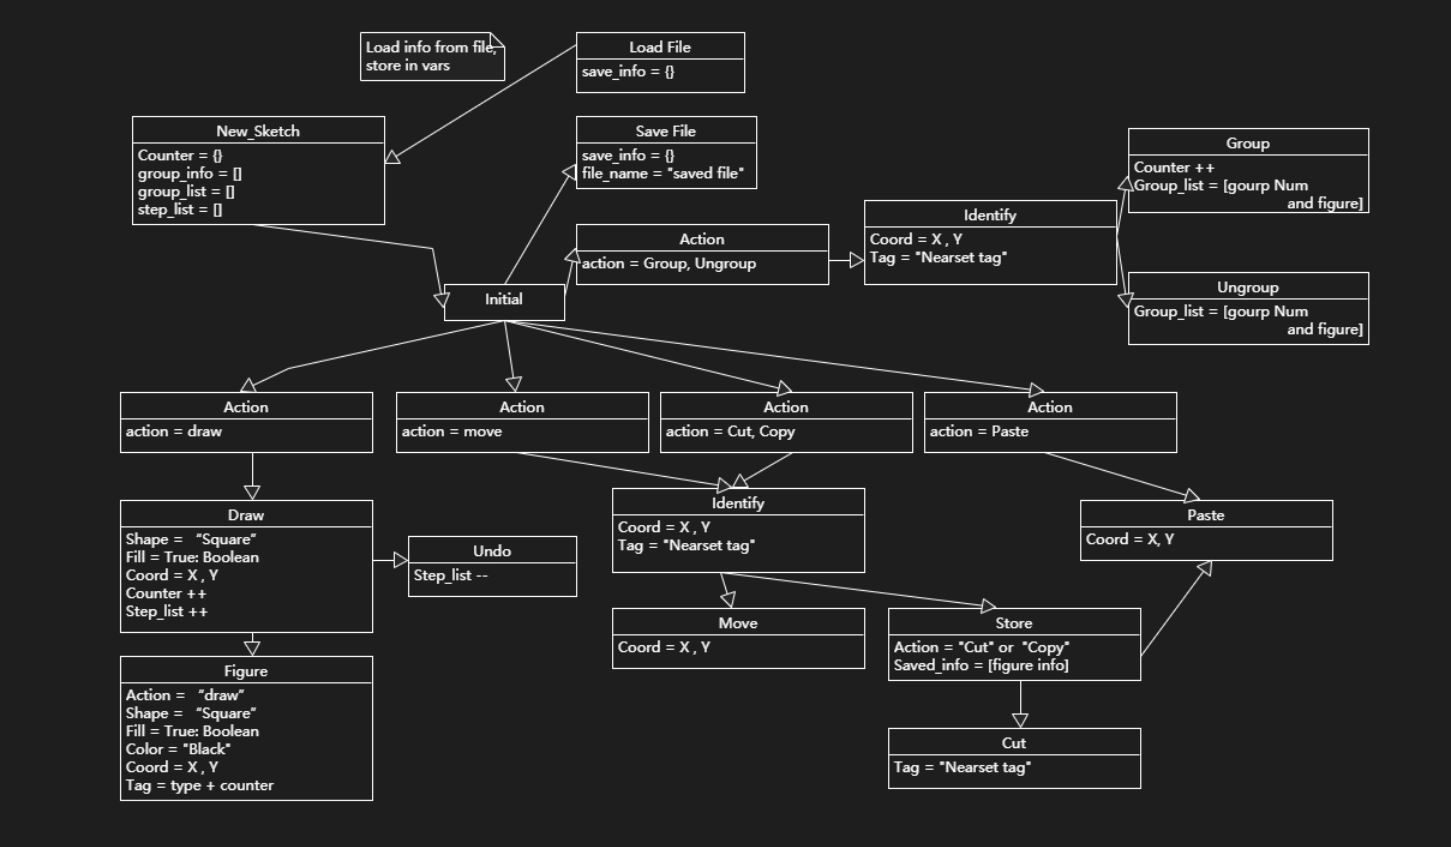 Load info from file,
store in vars
Load File
save_info = {}
New_Sketch
Counter = {}
group_info = []
group_list = []
step_list = []
Save File
save_info = {}
file_name = "saved file"
Action
action = Group, Ungroup
Identify
Coord = X , Y
Tag = "Nearset tag"
Group
Counter ++
Group_list = [gourp Num
and figure]
Ungroup
Group_list = [gourp Num
and figure]
Initial
Action
action = draw
Action
action = move
Action
action = Cut, Copy
Action
action = Paste
Draw
Shape = “Square”
Fill = True: Boolean
Coord = X , Y
Counter ++
Step_list ++
Undo
Step_list --
Identify
Coord = X , Y
Tag = "Nearset tag"
Paste
Coord = X, Y
Move
Coord = X , Y
Store
Action = "Cut" or "Copy"
Saved_info = [figure info]
Figure
Action = “draw”
Shape = “Square”
Fill = True: Boolean
Color = "Black"
Coord = X , Y
Tag = type + counter
Cut
Tag = "Nearset tag"